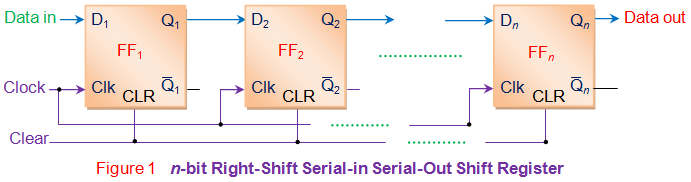 Data in D₁ Q₁ D₂ Q₂ Dₙ Qₙ Data out
FF₁ FF₂ FFₙ
Clock Clk Q̅₁ Clk Q̅₂ Clk Q̅ₙ
CLR CLR CLR
Clear
Figure 1 n-bit Right-Shift Serial-in Serial-Out Shift Register